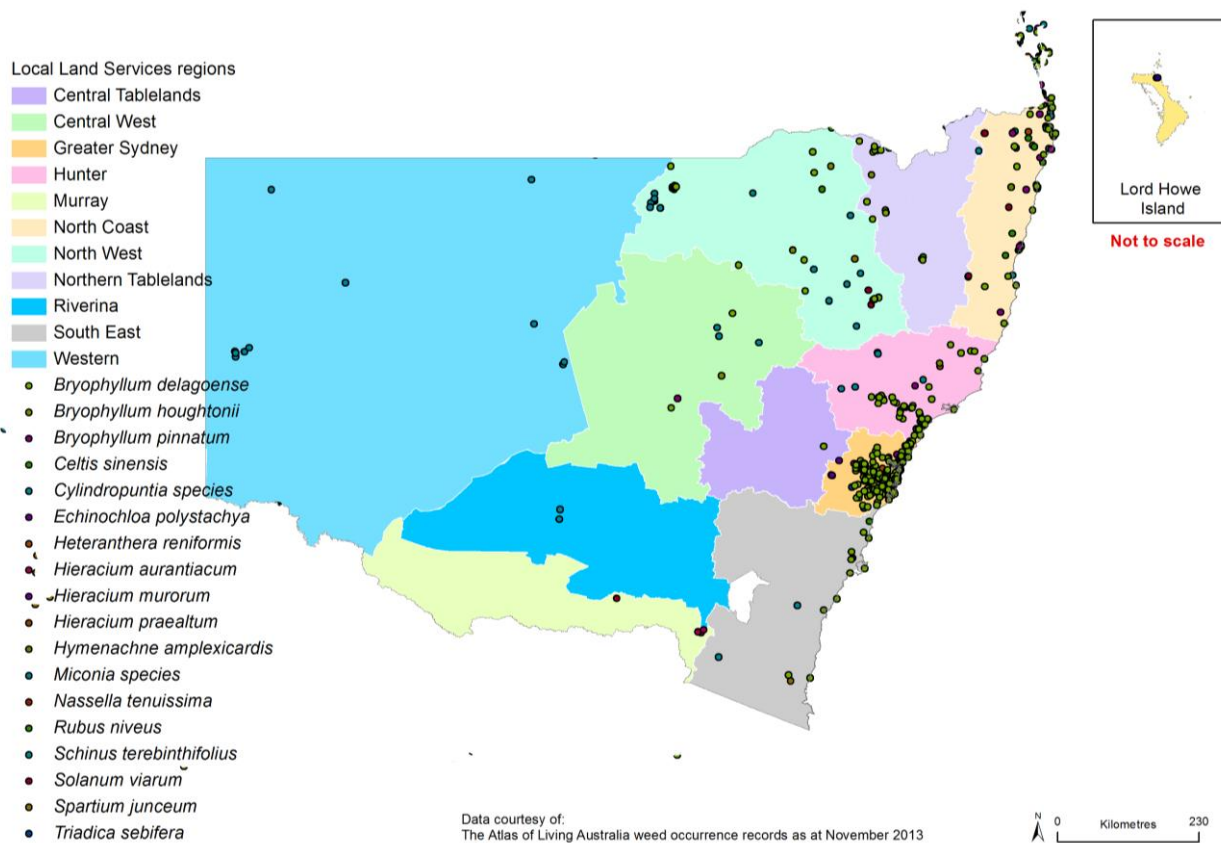 Local Land Services regions
Central Tablelands
Central West
Greater Sydney
Hunter
Murray
North Coast
North West
Northern Tablelands
Riverina
South East
Western
Bryophyllum delagoense
Bryophyllum houghtonii
Bryophyllum pinnatum
Celtis sinensis
Cylindropuntia species
Echinochloa polystachya
Heteranthera reniformis
Hieracium aurantiacum
Hieracium murorum
Hieracium praealtum
Hymenachne amplexicardis
Miconia species
Nassella tenuissima
Rubus niveus
Schinus terebinthifolius
Solanum viarum
Spartium junceum
Triadica sebifera
Lord Howe
Island
Not to scale
Data courtesy of:
The Atlas of Living Australia weed occurrence records as at November 2013
N
0 Kilometres 230